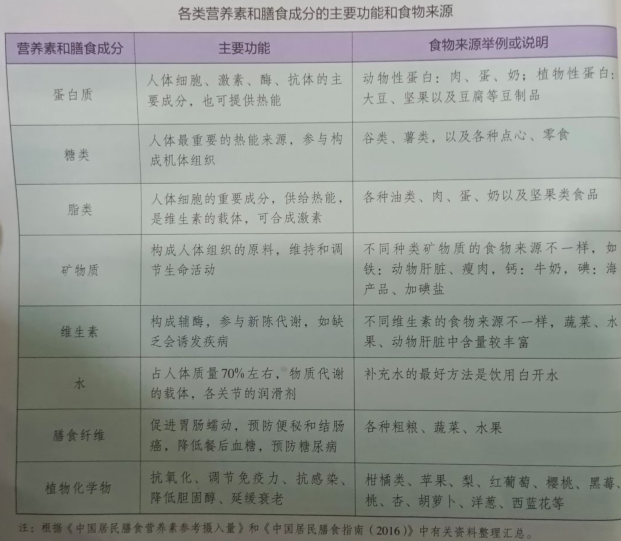 各类营养素和膳食成分的主要功能和食物来源
营养素和膳食成分 主要功能 食物来源举例或说明
蛋白质
人体细胞、激素、酶、抗体的主
要成分，也可提供热能
动物性蛋白：肉、蛋、奶；植物性蛋白：
大豆、坚果以及豆腐等豆制品
糖类
人体最重要的热能来源，参与构
成机体组织
谷类、薯类，以及各种点心、零食
脂类
人体细胞的重要成分，供给热能，
是维生素的载体，可合成激素
各种油类、肉、蛋、奶以及坚果类食品
矿物质
构成人体组织的原料，维持和调
节生命活动
不同种类矿物质的食物来源不一样，如
铁：动物肝脏、瘦肉，钙：牛奶，碘：海
产品、加碘盐
维生素
构成辅酶，参与新陈代谢，如缺
乏会诱发疾病
不同维生素的食物来源不一样，蔬菜、水
果、动物肝脏中含量较丰富
水
占人体质量70%左右，物质代谢
的载体，各关节的润滑剂
补充水的最好方法是饮用白开水
膳食纤维
促进胃肠蠕动，预防便秘和结肠
癌，降低餐后血糖，预防糖尿病
各种粗粮、蔬菜、水果
植物化学物
抗氧化、调节免疫力、抗感染、
降低胆固醇、延缓衰老
柑橘类、苹果、梨、红葡萄、樱桃、黑莓、
桃、杏、胡萝卜、洋葱、西蓝花等
注：根据《中国居民膳食营养素参考摄入量》和《中国居民膳食指南（2016）》中有关资料整理汇总。